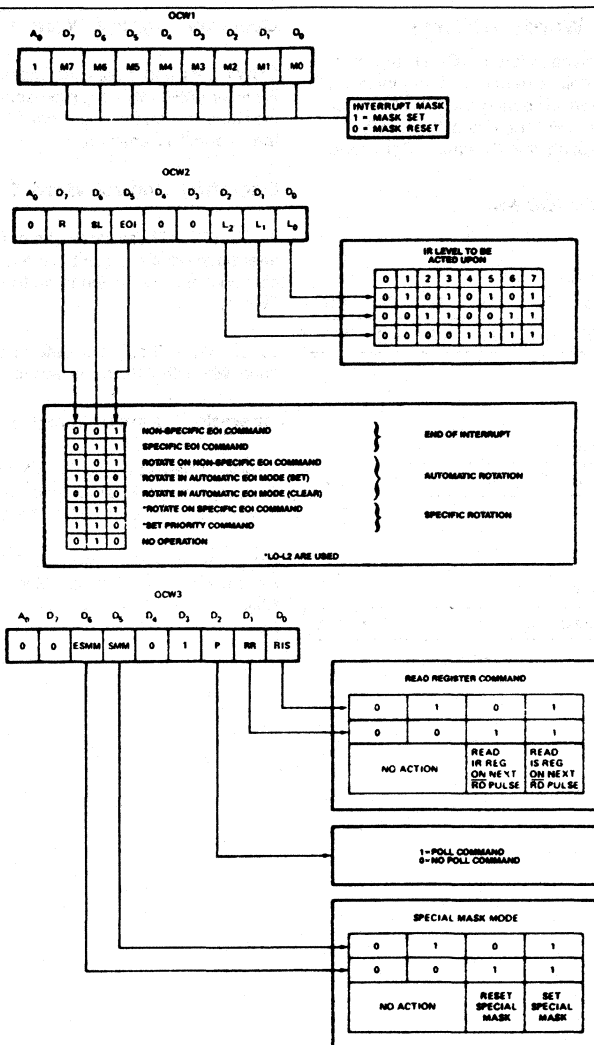 OCW1
A0 D7 D6 D5 D4 D3 D2 D1 D0
1 M7 M6 M5 M4 M3 M2 M1 M0
INTERRUPT MASK
1 = MASK SET
0 = MASK RESET
OCW2
A0 D7 D6 D5 D4 D3 D2 D1 D0
0 R SL EOI 0 0 L2 L1 L0
IR LEVEL TO BE
ACTED UPON
0 1 2 3 4 5 6 7
0 1 0 1 0 1 0 1
0 0 1 1 0 0 1 1
0 0 0 0 1 1 1 1
0 0 1 NON-SPECIFIC EOI COMMAND
0 1 1 SPECIFIC EOI COMMAND
END OF INTERRUPT
1 0 1 ROTATE ON NON-SPECIFIC EOI COMMAND
1 0 0 ROTATE IN AUTOMATIC EOI MODE (SET)
0 0 0 ROTATE IN AUTOMATIC EOI MODE (CLEAR)
AUTOMATIC ROTATION
1 1 1 *ROTATE ON SPECIFIC EOI COMMAND
1 1 0 *SET PRIORITY COMMAND
SPECIFIC ROTATION
0 1 0 NO OPERATION
*LO-L2 ARE USED
OCW3
A0 D7 D6 D5 D4 D3 D2 D1 D0
0 0 ESMM SMM 0 1 P RR RIS
READ REGISTER COMMAND
0 1 0 1
0 0 1 1
NO ACTION
READ
IR REG
ON NEXT
RD PULSE
READ
IS REG
ON NEXT
RD PULSE
1=POLL COMMAND
0=NO POLL COMMAND
SPECIAL MASK MODE
0 1 0 1
0 0 1 1
NO ACTION
RESET
SPECIAL
MASK
SET
SPECIAL
MASK